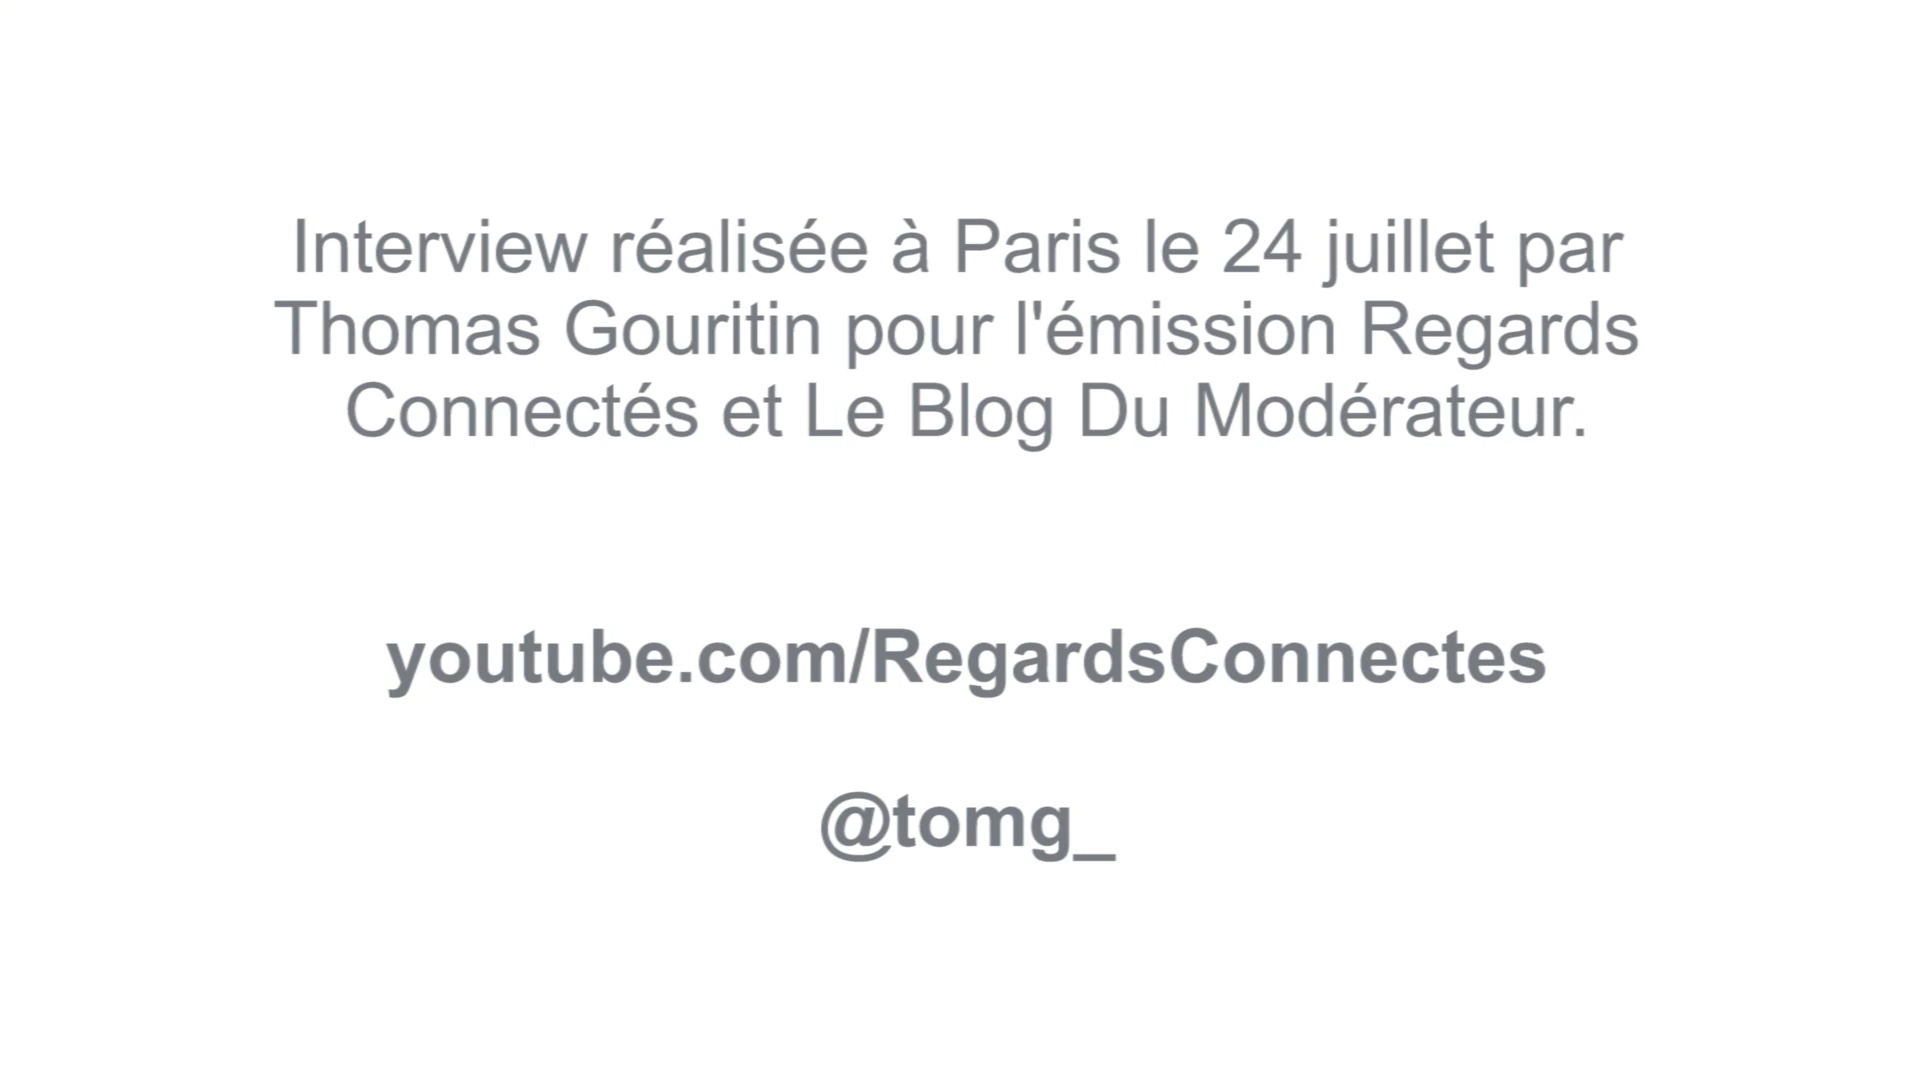 Interview réalisée à Paris le 24 juillet par
Thomas Gouritin pour l'émission Regards
Connectés et Le Blog Du Modérateur.
youtube.com/RegardsConnectes
@tomg_